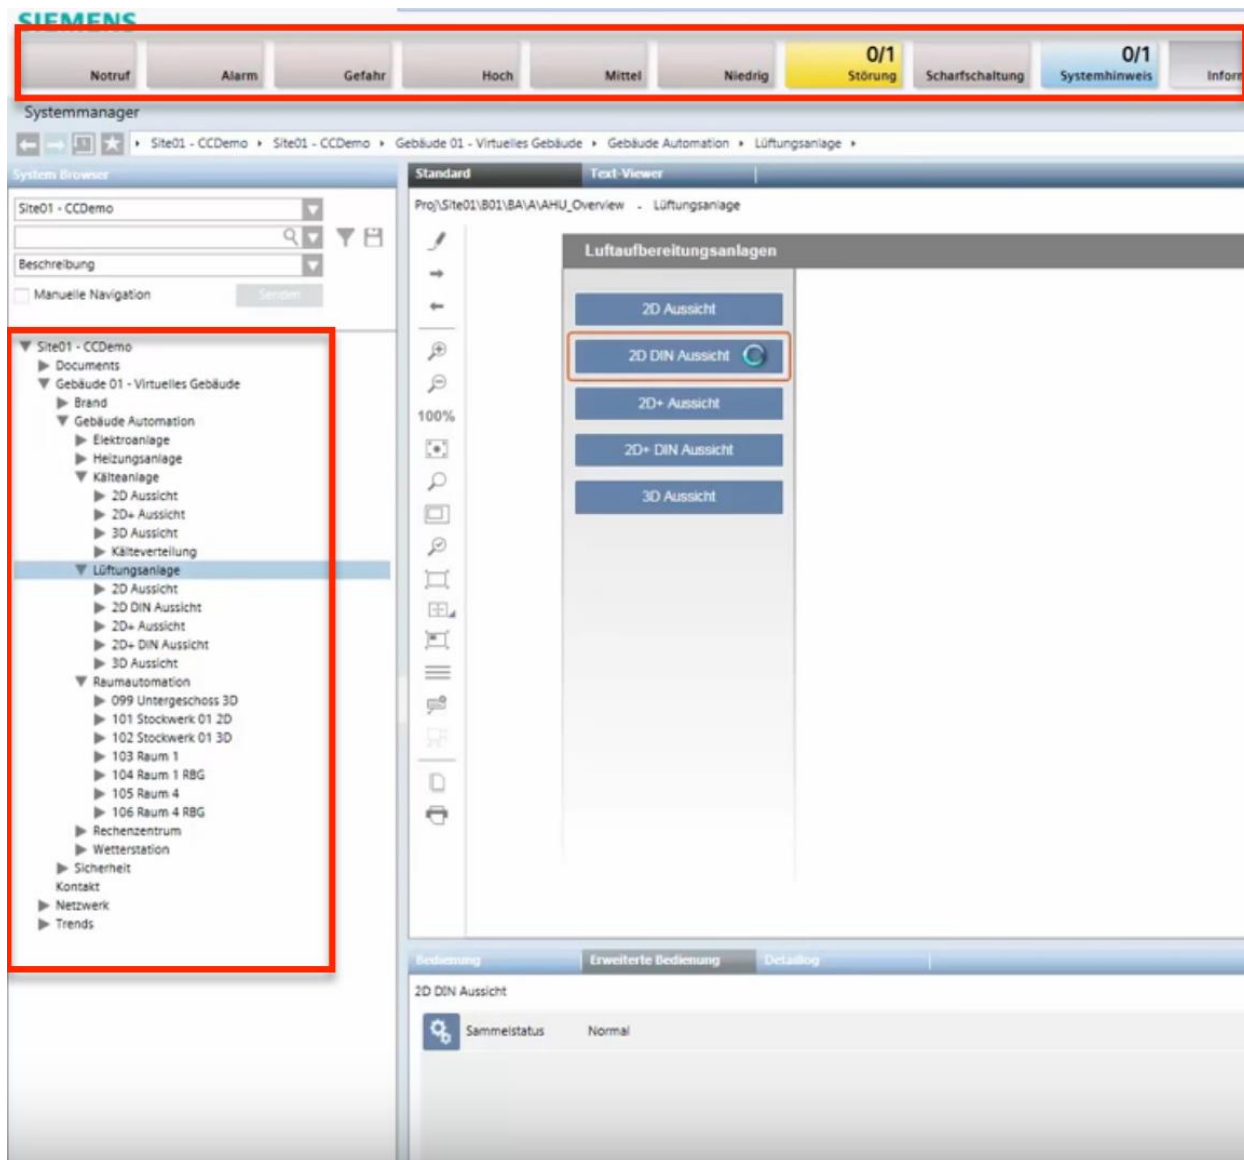 SIEMENS
Notruf
Alarm
Gefahr
Hoch
Mittel
Niedrig
0/1
Störung
Scharfschaltung
0/1
Systemhinweis
Inform
Systemmanager
Site01 - CCDemo
Site01 - CCDemo
Gebäude 01 - Virtuelles Gebäude
Gebäude Automation
Lüftungsanlage
System Browser
Site01 - CCDemo
Beschreibung
Manuelle Navigation
Senden
Site01 - CCDemo
Documents
Gebäude 01 - Virtuelles Gebäude
Brand
Gebäude Automation
Elektroanlage
Heizungsanlage
Kälteanlage
2D Aussicht
2D+ Aussicht
3D Aussicht
Kälteverteilung
Lüftungsanlage
2D Aussicht
2D DIN Aussicht
2D+ Aussicht
2D+ DIN Aussicht
3D Aussicht
Raumautomation
099 Untergeschoss 3D
101 Stockwerk 01 2D
102 Stockwerk 01 3D
103 Raum 1
104 Raum 1 RBG
105 Raum 4
106 Raum 4 RBG
Rechenzentrum
Wetterstation
Sicherheit
Kontakt
Netzwerk
Trends
Standard
Text-Viewer
Proj\Site01\B01\BA\A\AHU_Overview - Lüftungsanlage
100%
Luftaufbereitungsanlagen
2D Aussicht
2D DIN Aussicht
2D+ Aussicht
2D+ DIN Aussicht
3D Aussicht
Bedienung
Erweiterte Bedienung
Detaillog
2D DIN Aussicht
Sammelstatus
Normal